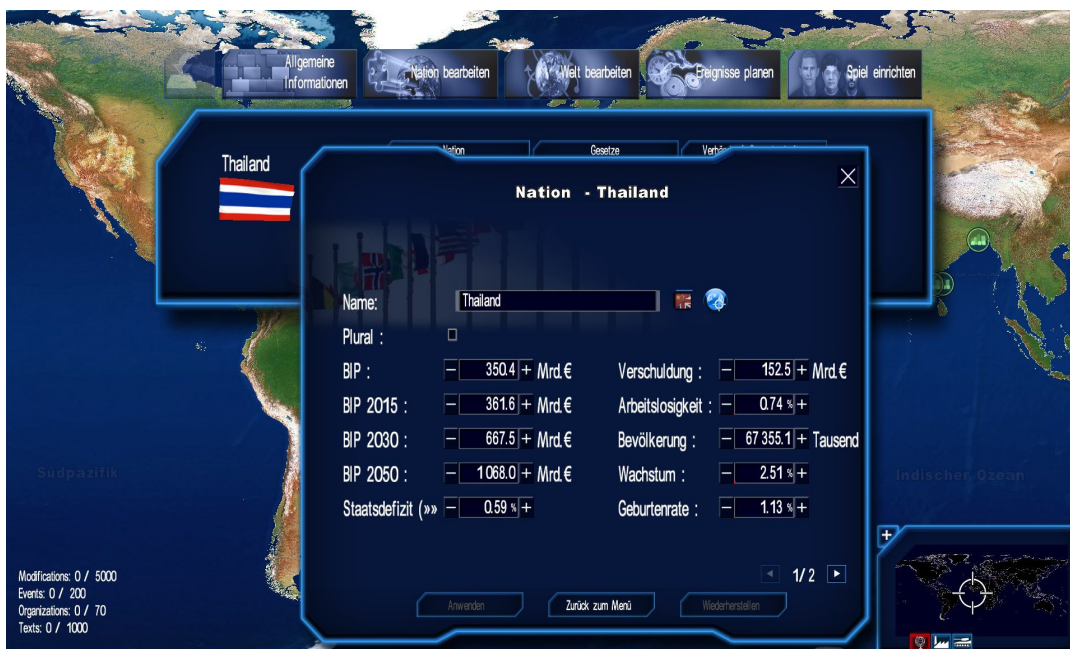 Allgemeine
Informationen
Nation bearbeiten
Welt bearbeiten
Ereignisse planen
Spiel einrichten
Thailand
Nation
Gesetze
Nation - Thailand
Name:
Thailand
Plural :
BIP :
350.4
Mrd.€
Verschuldung :
152.5
Mrd.€
BIP 2015 :
361.6
Mrd.€
Arbeitslosigkeit :
0.74 %
BIP 2030 :
667.5
Mrd.€
Bevölkerung :
67 355.1
Tausend
BIP 2050 :
1 068.0
Mrd.€
Wachstum :
2.51 %
Staatsdefizit (»»
0.59 %
Geburtenrate :
1.13 %
Südpazifik
Indischer Ozean
1/2
Anwenden
Zurück zum Menü
Wiederherstellen
Modifications: 0 / 5000
Events: 0 / 200
Organizations: 0 / 70
Texts: 0 / 1000